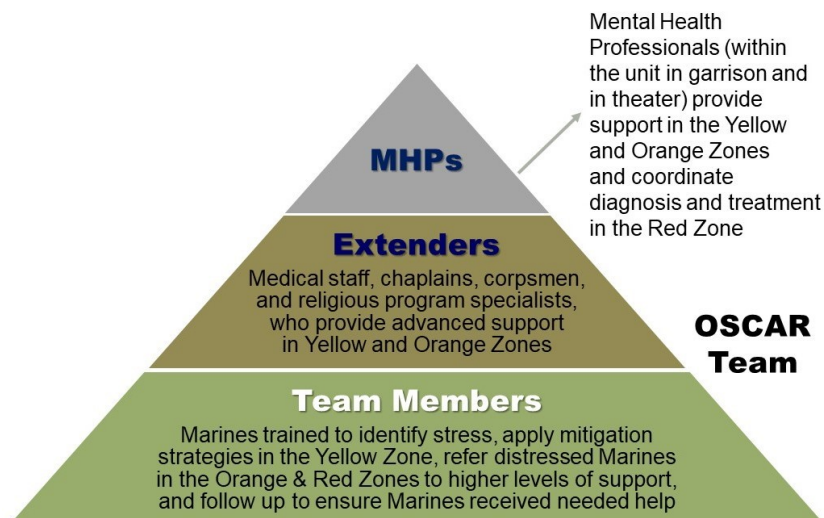 Mental Health
Professionals (within
the unit in garrison and
in theater) provide
support in the Yellow
and Orange Zones
and coordinate
diagnosis and treatment
in the Red Zone
MHPs
Extenders
Medical staff, chaplains, corpsmen,
and religious program specialists,
who provide advanced support
in Yellow and Orange Zones
OSCAR
Team
Team Members
Marines trained to identify stress, apply mitigation
strategies in the Yellow Zone, refer distressed Marines
in the Orange & Red Zones to higher levels of support,
and follow up to ensure Marines received needed help